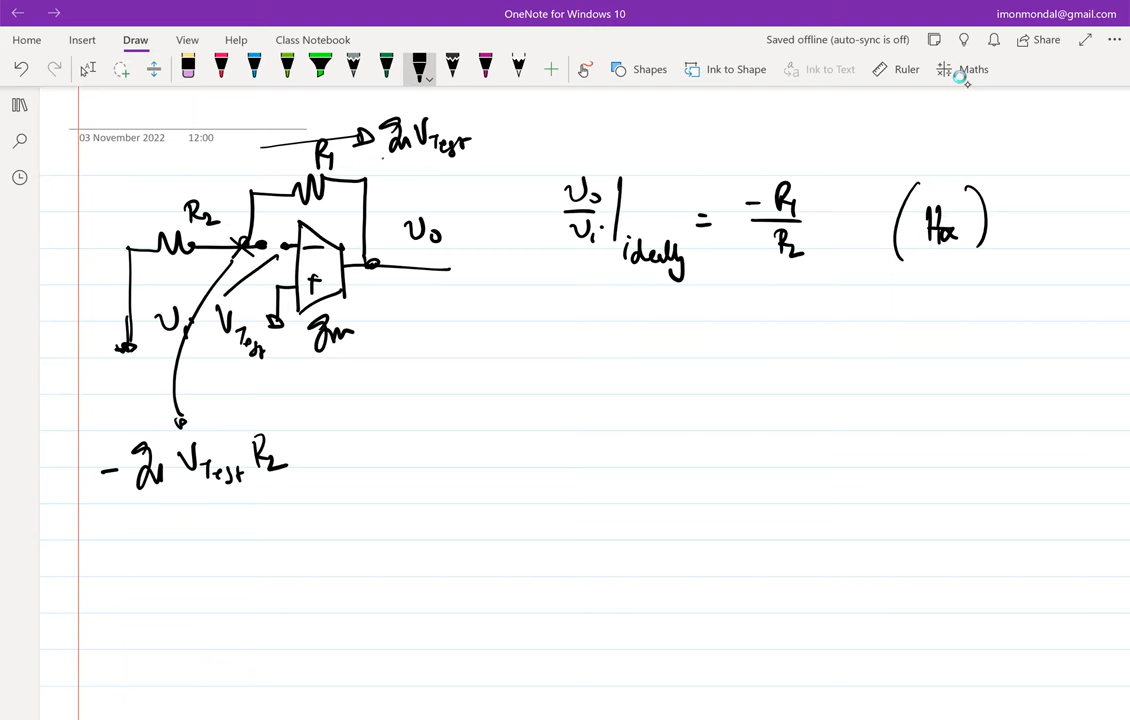 OneNote for Windows 10
imonmondal@gmail.com
Home Insert Draw View Help Class Notebook
Saved offline (auto-sync is off) Share
Shapes Ink to Shape Ink to Text Ruler Maths
03 November 2022 12:00
gm VTest
R1
R2
vo
vo/vi | ideally = -R1/R2 (H∞)
- +
vi
VTest
gm
- gm VTest R2